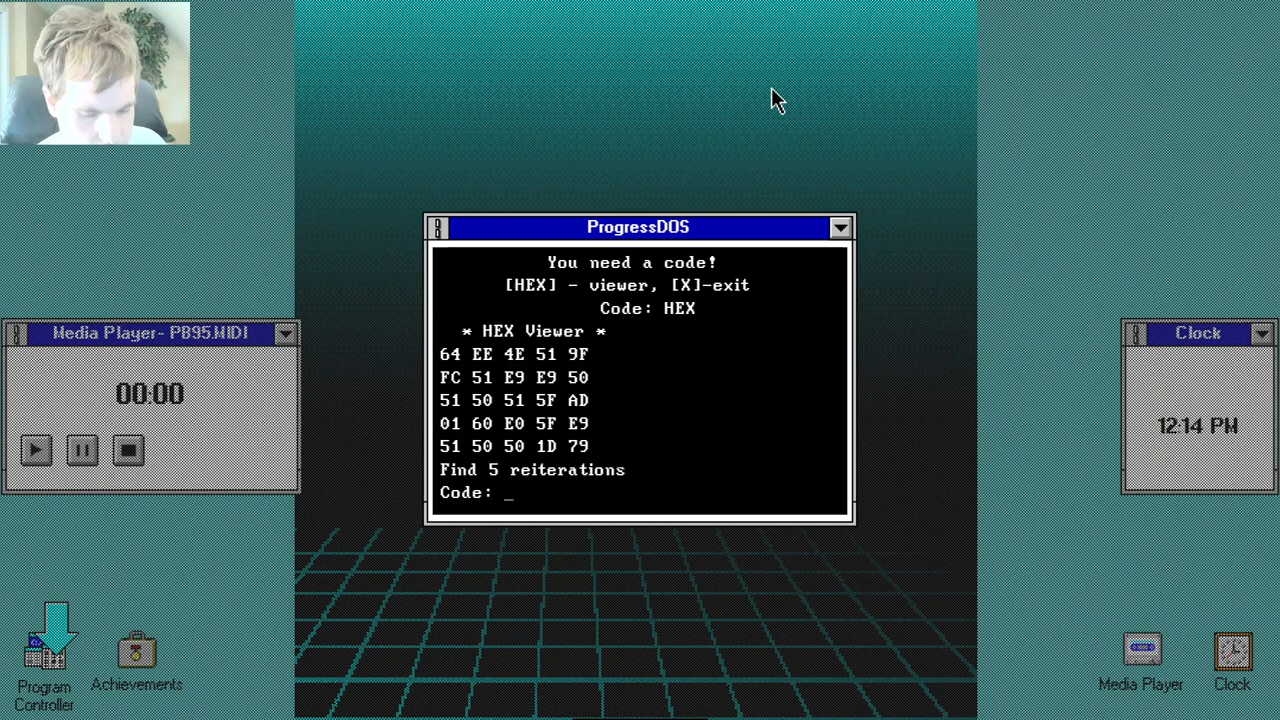 ProgressDOS
You need a code!
[HEX] - viewer, [X]-exit
Code: HEX
* HEX Viewer *
64 EE 4E 51 9F
FC 51 E9 E9 50
51 50 51 5F AD
01 60 E0 5F E9
51 50 50 1D 79
Find 5 reiterations
Code: _
Media Player- PB95.MIDI
00:00
Clock
12:14 PM
Program
Controller
Achievements
Media Player
Clock